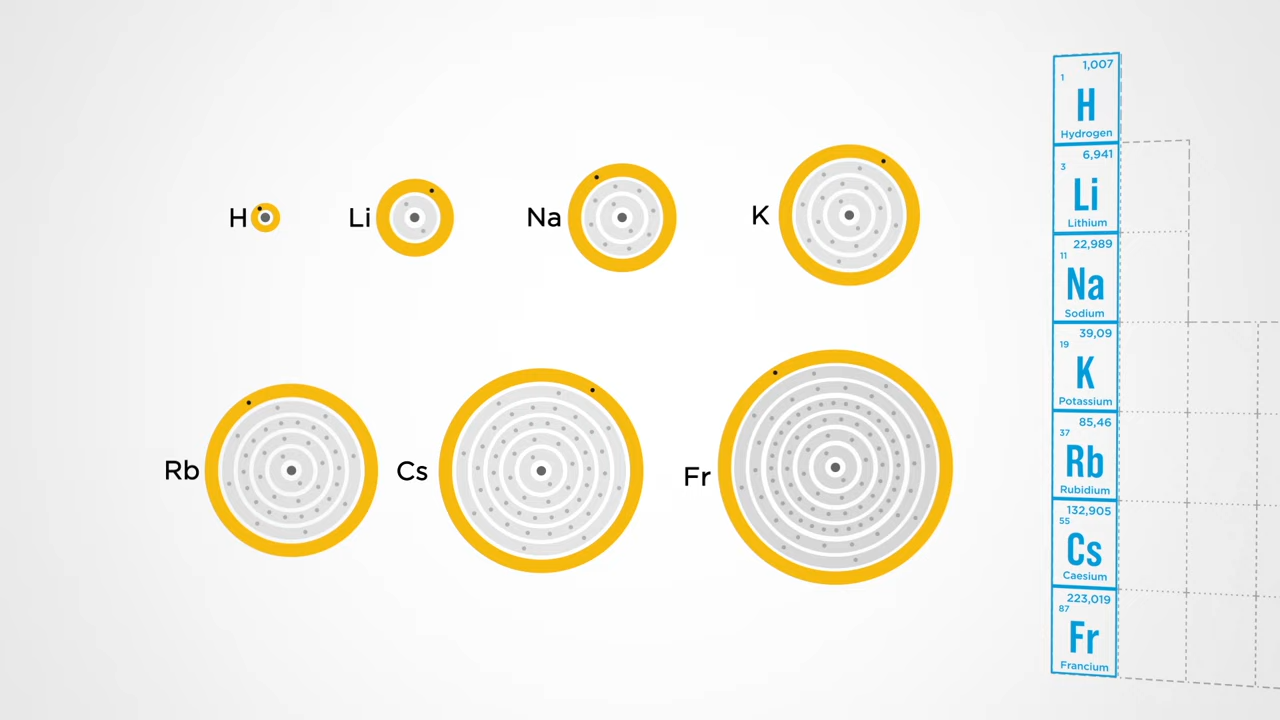 H
Li
Na
K
Rb
Cs
Fr
1,007
1
H
Hydrogen
6,941
3
Li
Lithium
22,989
11
Na
Sodium
39,09
19
K
Potassium
85,46
37
Rb
Rubidium
132,905
55
Cs
Caesium
223,019
87
Fr
Francium